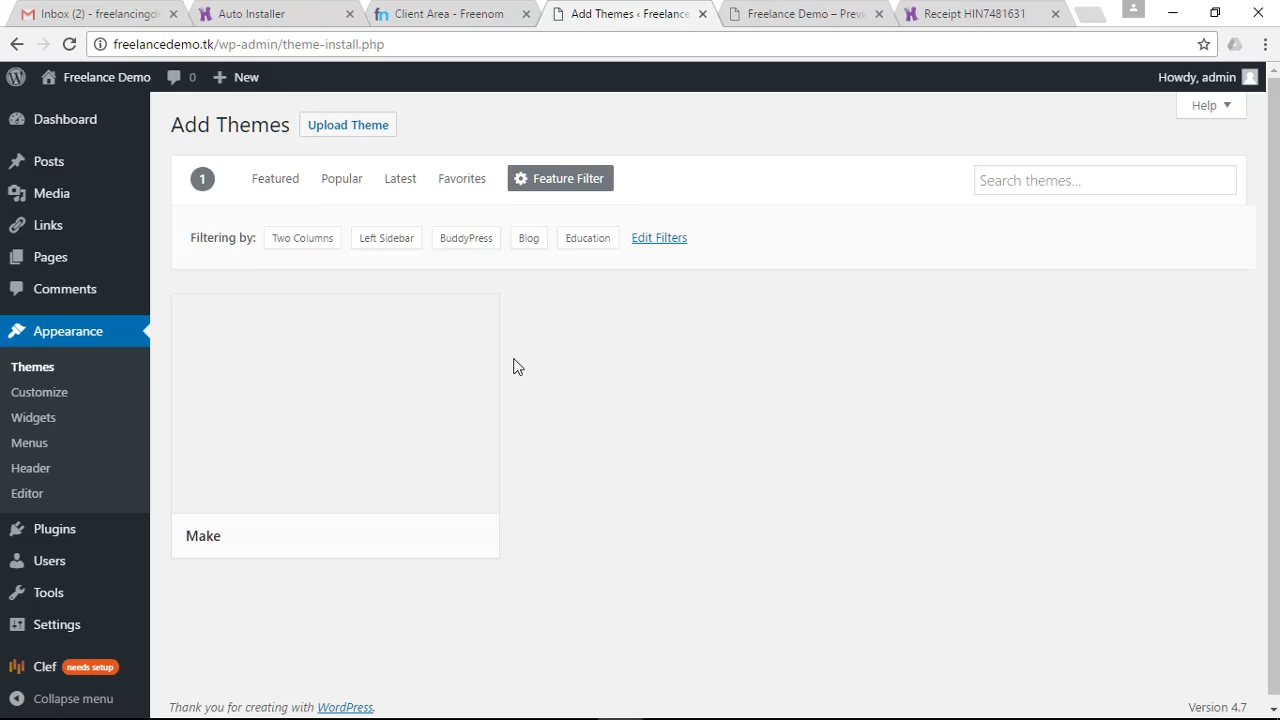 Inbox (2) - freelancingde
Auto Installer
fn Client Area - Freenom
Add Themes ‹ Freelance
Freelance Demo – Previ
Receipt HIN7481631
freelancedemo.tk/wp-admin/theme-install.php
Freelance Demo
0
New
Howdy, admin
Help
Dashboard
Posts
Media
Links
Pages
Comments
Appearance
Themes
Customize
Widgets
Menus
Header
Editor
Plugins
Users
Tools
Settings
Clef needs setup
Collapse menu
Add Themes
Upload Theme
1
Featured
Popular
Latest
Favorites
Feature Filter
Search themes...
Filtering by:
Two Columns
Left Sidebar
BuddyPress
Blog
Education
Edit Filters
Make
Thank you for creating with WordPress.
Version 4.7